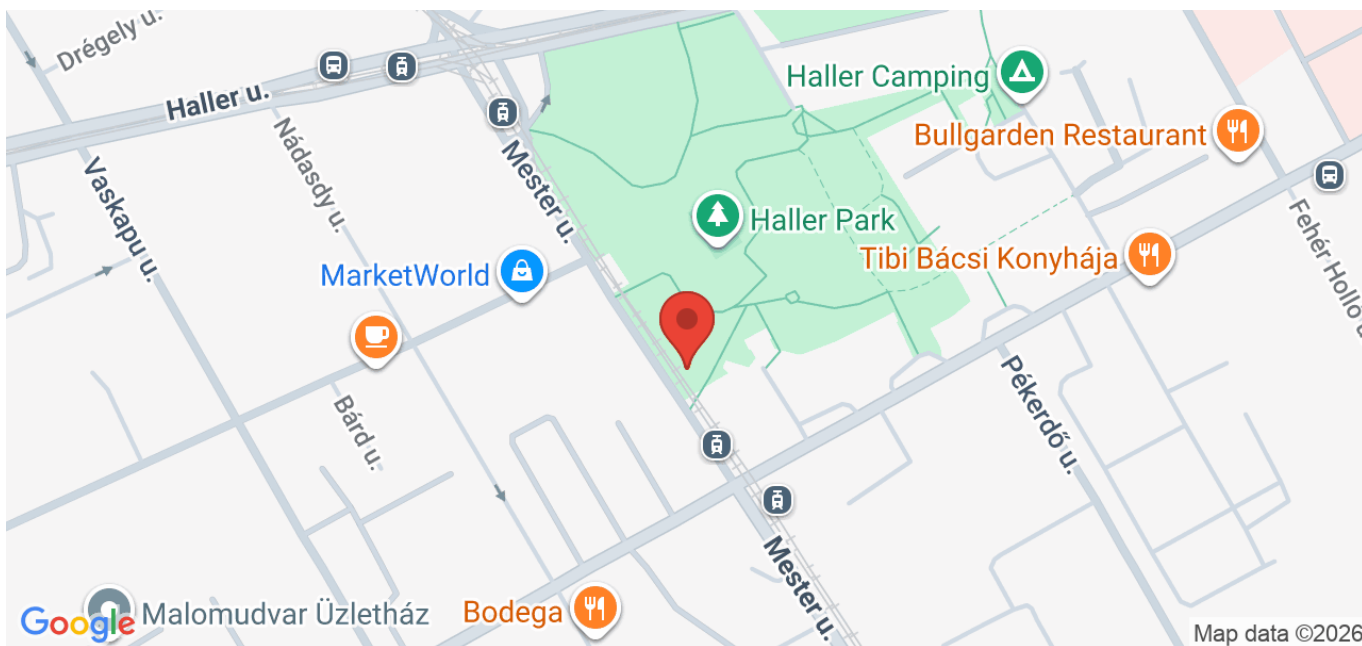 Drégely u.
Haller u.
Haller Camping
Bullgarden Restaurant
Nádasdy u.
Mester u.
Vaskapu u.
Haller Park
Fehér Holló u.
Tibi Bácsi Konyhája
MarketWorld
Bárd u.
Pékerdő u.
Mester u.
Malomudvar Üzletház
Bodega
Google
Map data ©2026